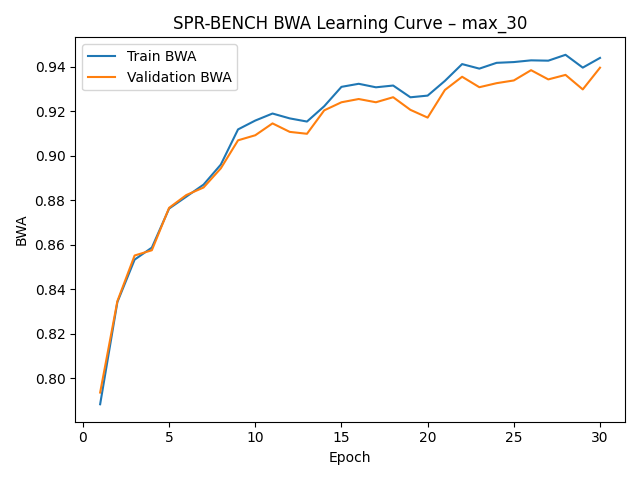 SPR-BENCH BWA Learning Curve – max_30
Train BWA
Validation BWA
BWA
0.94
0.92
0.90
0.88
0.86
0.84
0.82
0.80
0 5 10 15 20 25 30
Epoch